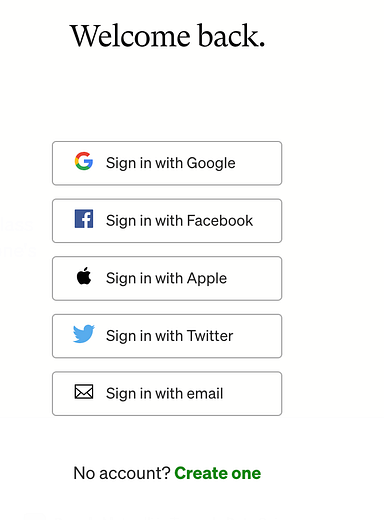 Welcome back.
Sign in with Google
Sign in with Facebook
Sign in with Apple
Sign in with Twitter
Sign in with email
No account? Create one